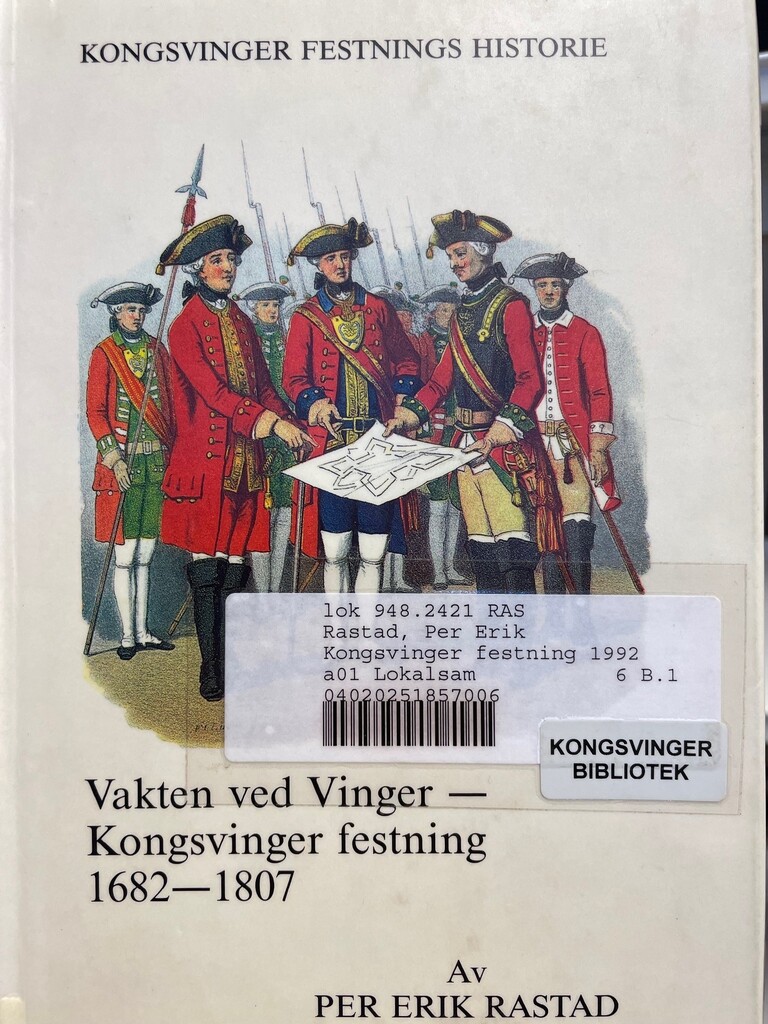 KONGSVINGER FESTNINGS HISTORIE
lok 948.2421 RAS
Rastad, Per Erik
Kongsvinger festning 1992
a01 Lokalsam 6 B.1
04020251857006
KONGSVINGER
BIBLIOTEK
Vakten ved Vinger —
Kongsvinger festning
1682—1807
Av
PER ERIK RASTAD